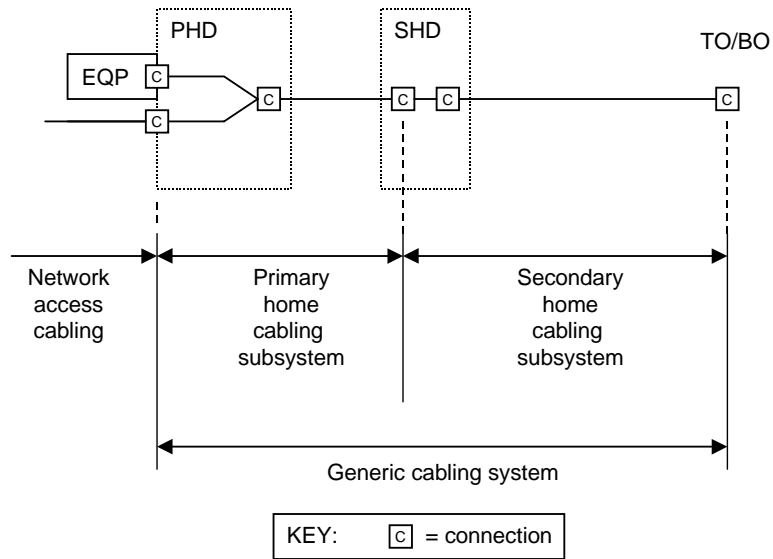 PHD
SHD
TO/BO
EQP
C
C
C
C
C
C
Network
access
cabling
Primary
home
cabling
subsystem
Secondary
home
cabling
subsystem
Generic cabling system
KEY: C = connection